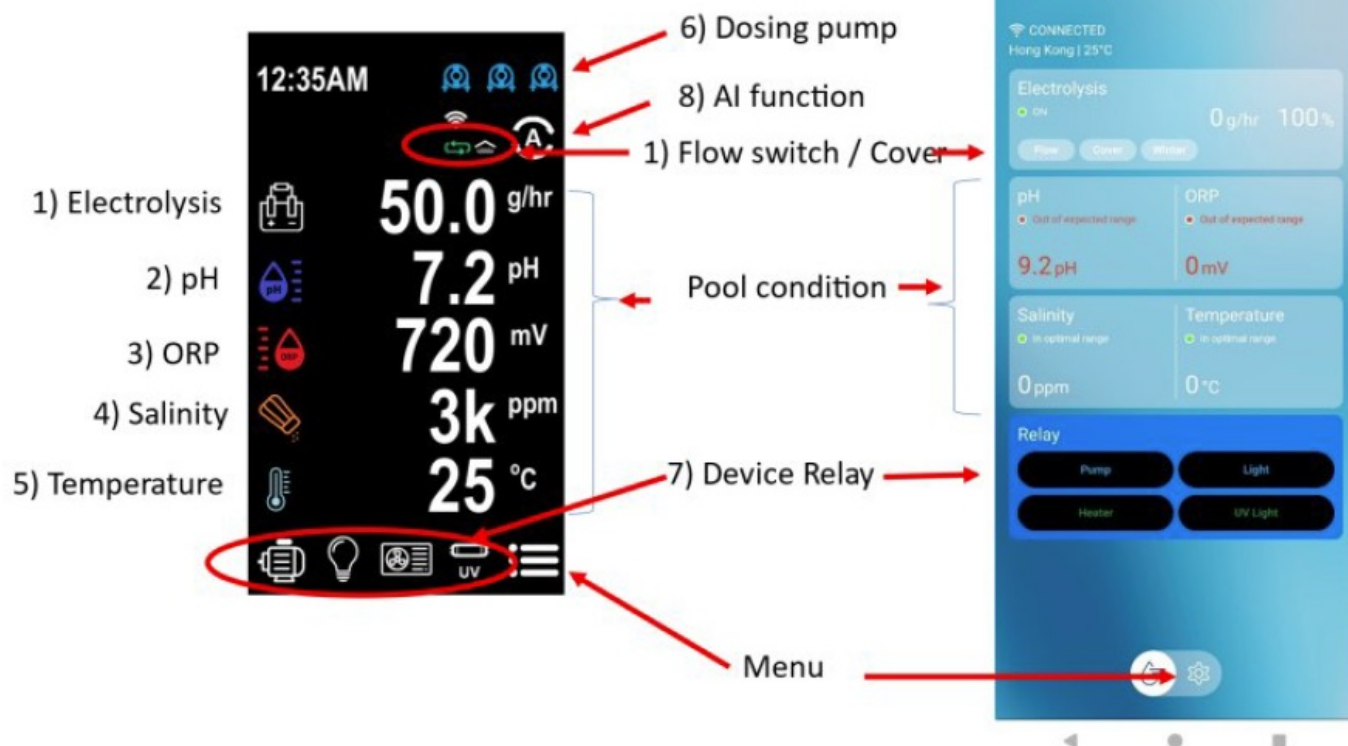 6) Dosing pump
12:35AM
8) AI function
A
1) Flow switch / Cover
1) Electrolysis
50.0 g/hr
2) pH
pH
7.2 pH
Pool condition
3) ORP
ORP
720 mV
4) Salinity
3k ppm
5) Temperature
25 °C
7) Device Relay
UV
Menu
CONNECTED
Hong Kong | 25°C
Electrolysis
ON
0 g/hr 100 %
Flow Cover Winter
pH ORP
Out of expected range Out of expected range
9.2 pH 0 mV
Salinity Temperature
In optimal range In optimal range
0 ppm 0 °C
Relay
Pump Light
Heater UV Light